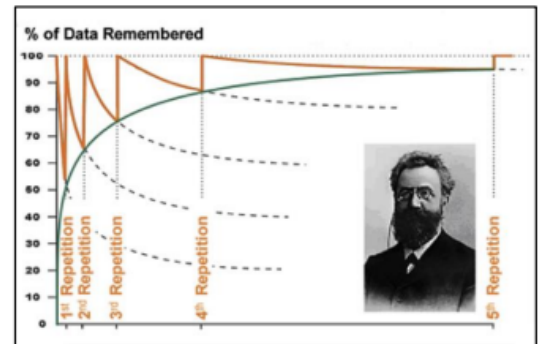 % of Data Remembered
100
90
80
70
60
50
40
30
20
10
0
1st Repetition
2nd Repetition
3rd Repetition
4th Repetition
5th Repetition